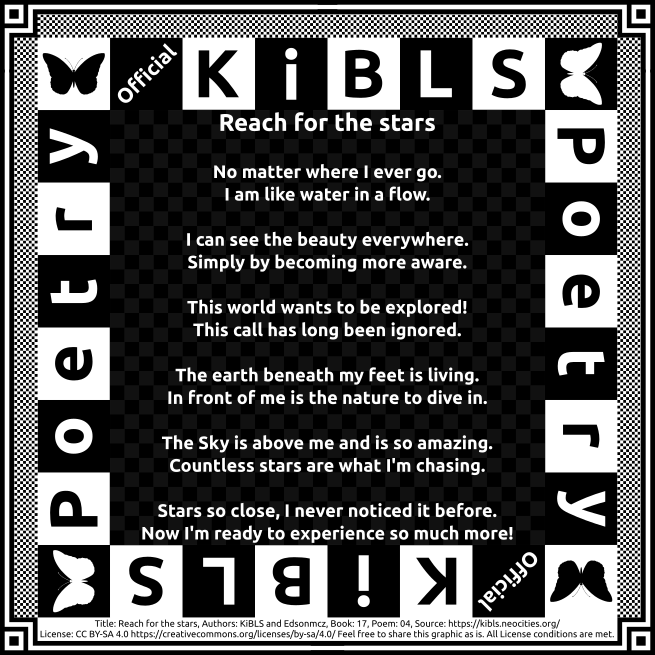 Official KiBLS
Poetry
Poetry
Reach for the stars
No matter where I ever go.
I am like water in a flow.
I can see the beauty everywhere.
Simply by becoming more aware.
This world wants to be explored!
This call has long been ignored.
The earth beneath my feet is living.
In front of me is the nature to dive in.
The Sky is above me and is so amazing.
Countless stars are what I'm chasing.
Stars so close, I never noticed it before.
Now I'm ready to experience so much more!
Official KiBLS
Title: Reach for the stars, Authors: KiBLS and Edsonmcz, Book: 17, Poem: 04, Source: https://kibls.neocities.org/
License: CC BY-SA 4.0 https://creativecommons.org/licenses/by-sa/4.0/ Feel free to share this graphic as is. All License conditions are met.